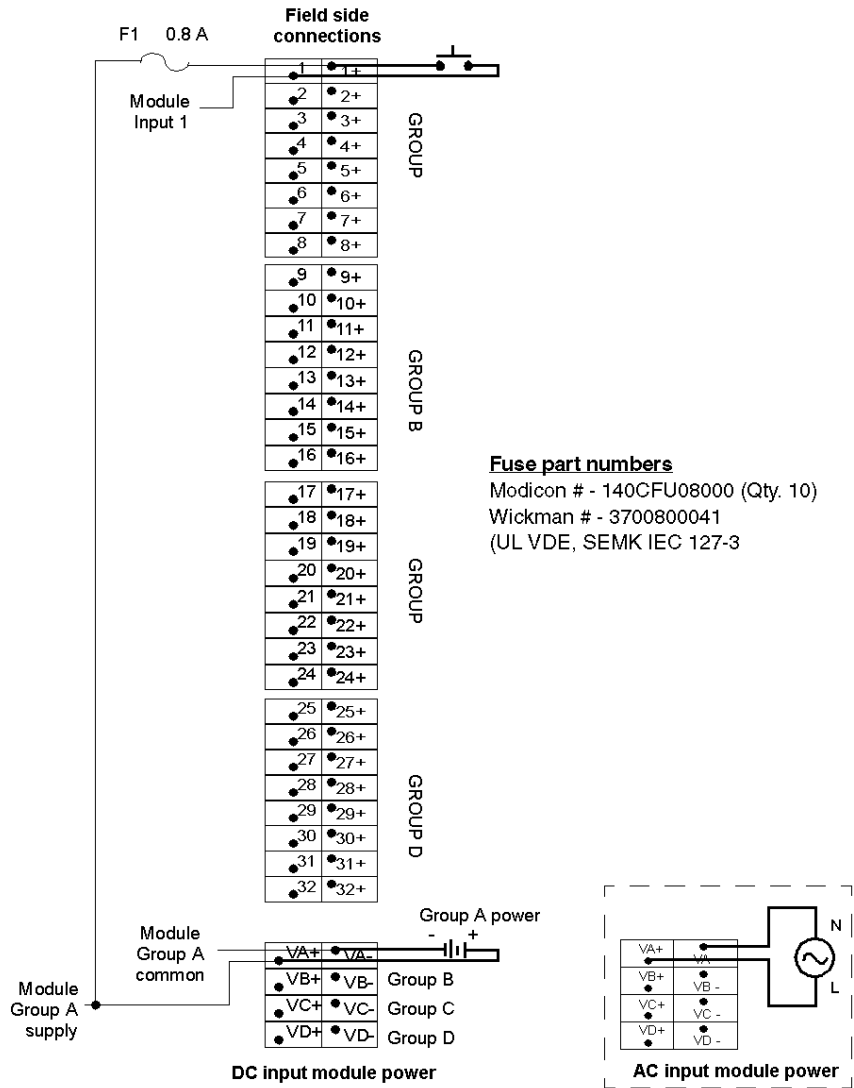 Field side
connections
F1 0.8 A
1 1+
Module
Input 1
2 2+
3 3+
4 4+
5 5+
6 6+
7 7+
8 8+
GROUP
9 9+
10 10+
11 11+
12 12+
13 13+
14 14+
15 15+
16 16+
GROUP B
Fuse part numbers
Modicon # - 140CFU08000 (Qty. 10)
Wickman # - 3700800041
(UL VDE, SEMK IEC 127-3
17 17+
18 18+
19 19+
20 20+
21 21+
22 22+
23 23+
24 24+
GROUP
25 25+
26 26+
27 27+
28 28+
29 29+
30 30+
31 31+
32 32+
GROUP D
Module
Group A
common
Group A power
- +
VA+ VA-
VB+ VB- Group B
VC+ VC- Group C
VD+ VD- Group D
Module
Group A
supply
DC input module power
N
L
VA+ VA
VB+ VB -
VC+ VC -
VD+ VD -
AC input module power